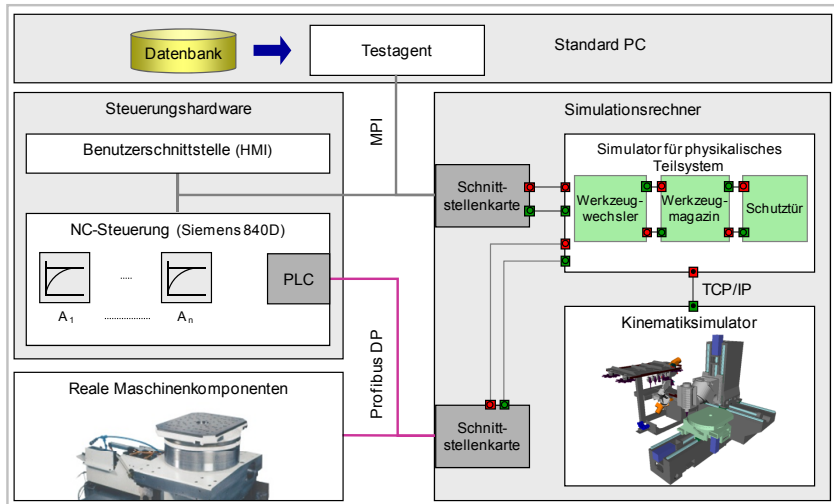 Standard PC
Datenbank
Testagent
Steuerungshardware
Benutzerschnittstelle (HMI)
NC-Steuerung (Siemens 840D)
.....
A1
...................
An
PLC
Reale Maschinenkomponenten
MPI
Profibus DP
Simulationsrechner
Schnitt-
stellenkarte
Simulator für physikalisches
Teilsystem
Werkzeug-
wechsler
Werkzeug-
magazin
Schutztür
TCP/IP
Kinematiksimulator
Schnitt-
stellenkarte